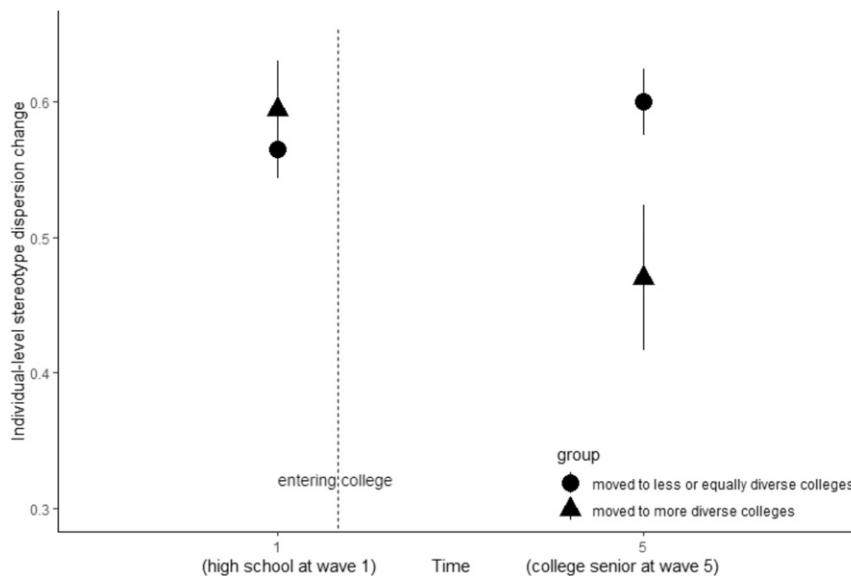 Individual-level stereotype dispersion change
0.6
0.5
0.4
0.3
entering college
group
moved to less or equally diverse colleges
moved to more diverse colleges
1
5
(high school at wave 1)
Time
(college senior at wave 5)